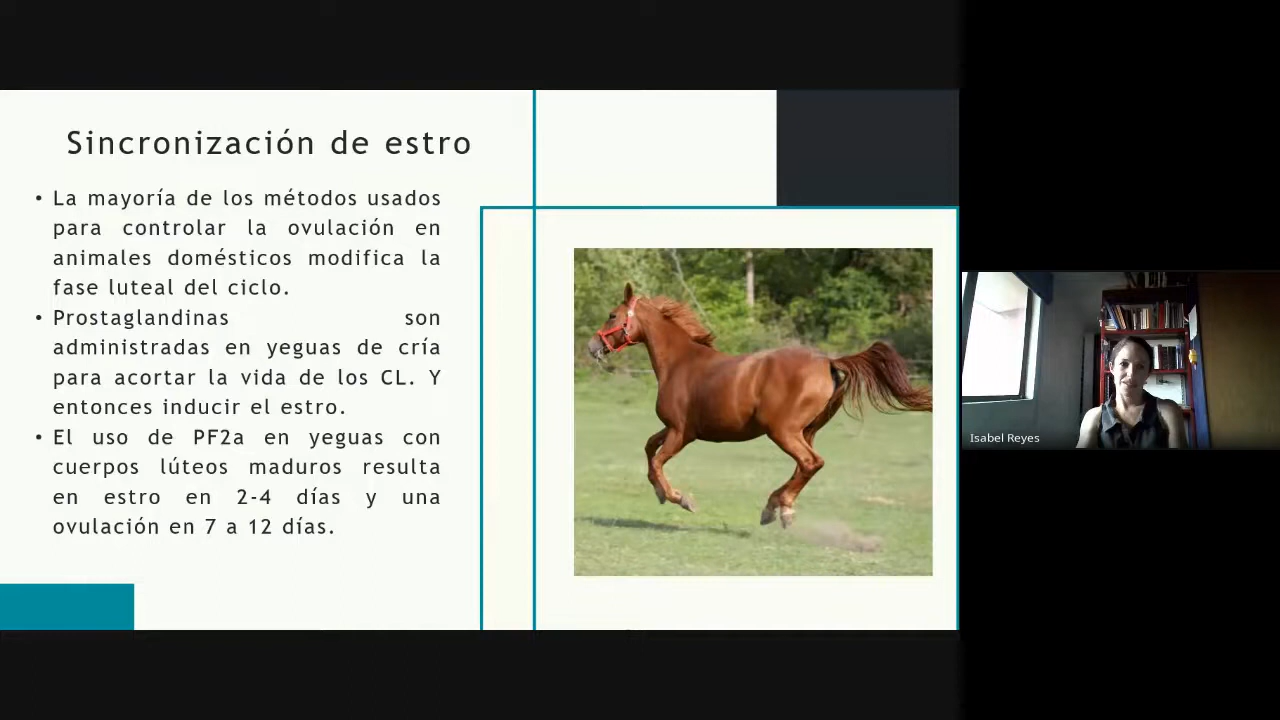 Sincronización de estro
• La mayoría de los métodos usados
para controlar la ovulación en
animales domésticos modifica la
fase luteal del ciclo.
• Prostaglandinas son
administradas en yeguas de cría
para acortar la vida de los CL. Y
entonces inducir el estro.
• El uso de PF2a en yeguas con
cuerpos lúteos maduros resulta
en estro en 2-4 días y una
ovulación en 7 a 12 días.
Isabel Reyes